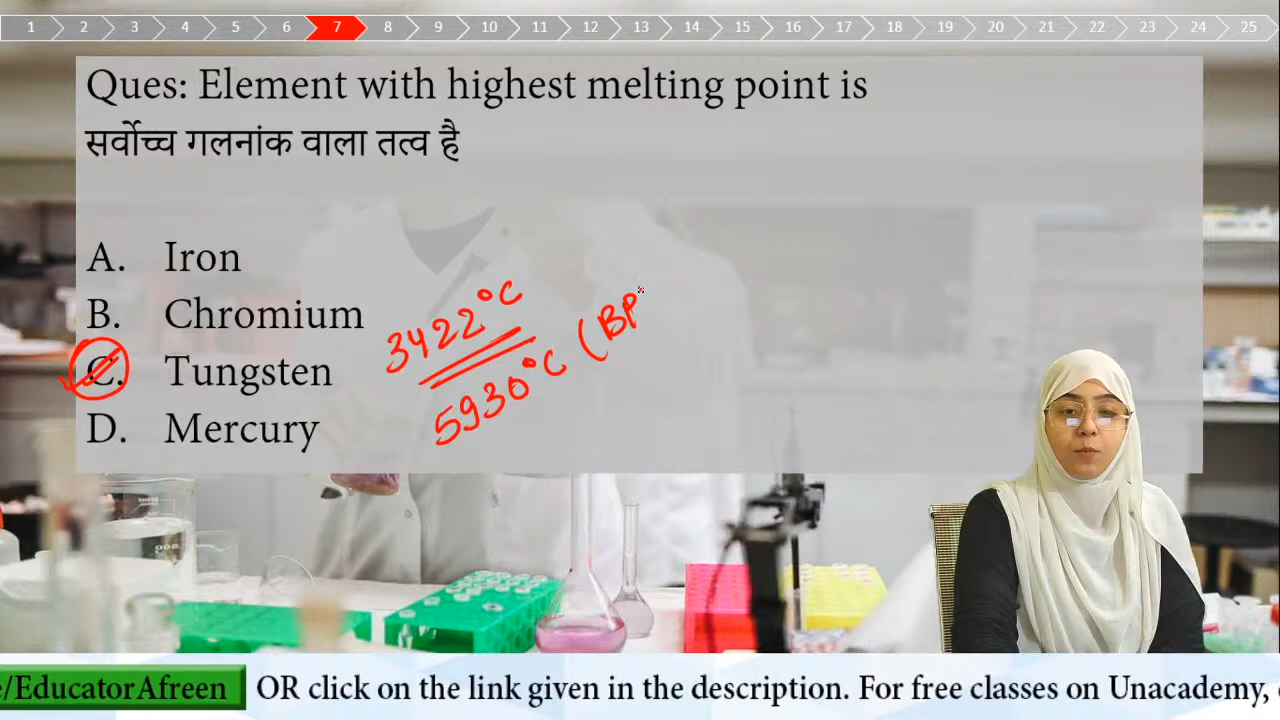 1 2 3 4 5 6 7 8 9 10 11 12 13 14 15 16 17 18 19 20 21 22 23 24 25
Ques: Element with highest melting point is
सर्वोच्च गलनांक वाला तत्व है
A. Iron
B. Chromium
C. Tungsten
D. Mercury
3422°C
5930°C (BP
e/EducatorAfreen OR click on the link given in the description. For free classes on Unacademy,